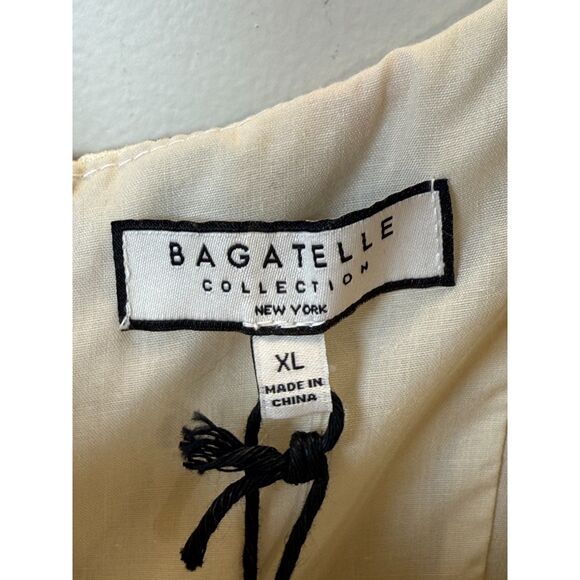 BAGATELLE
COLLECTION
NEW YORK
XL
MADE IN
CHINA